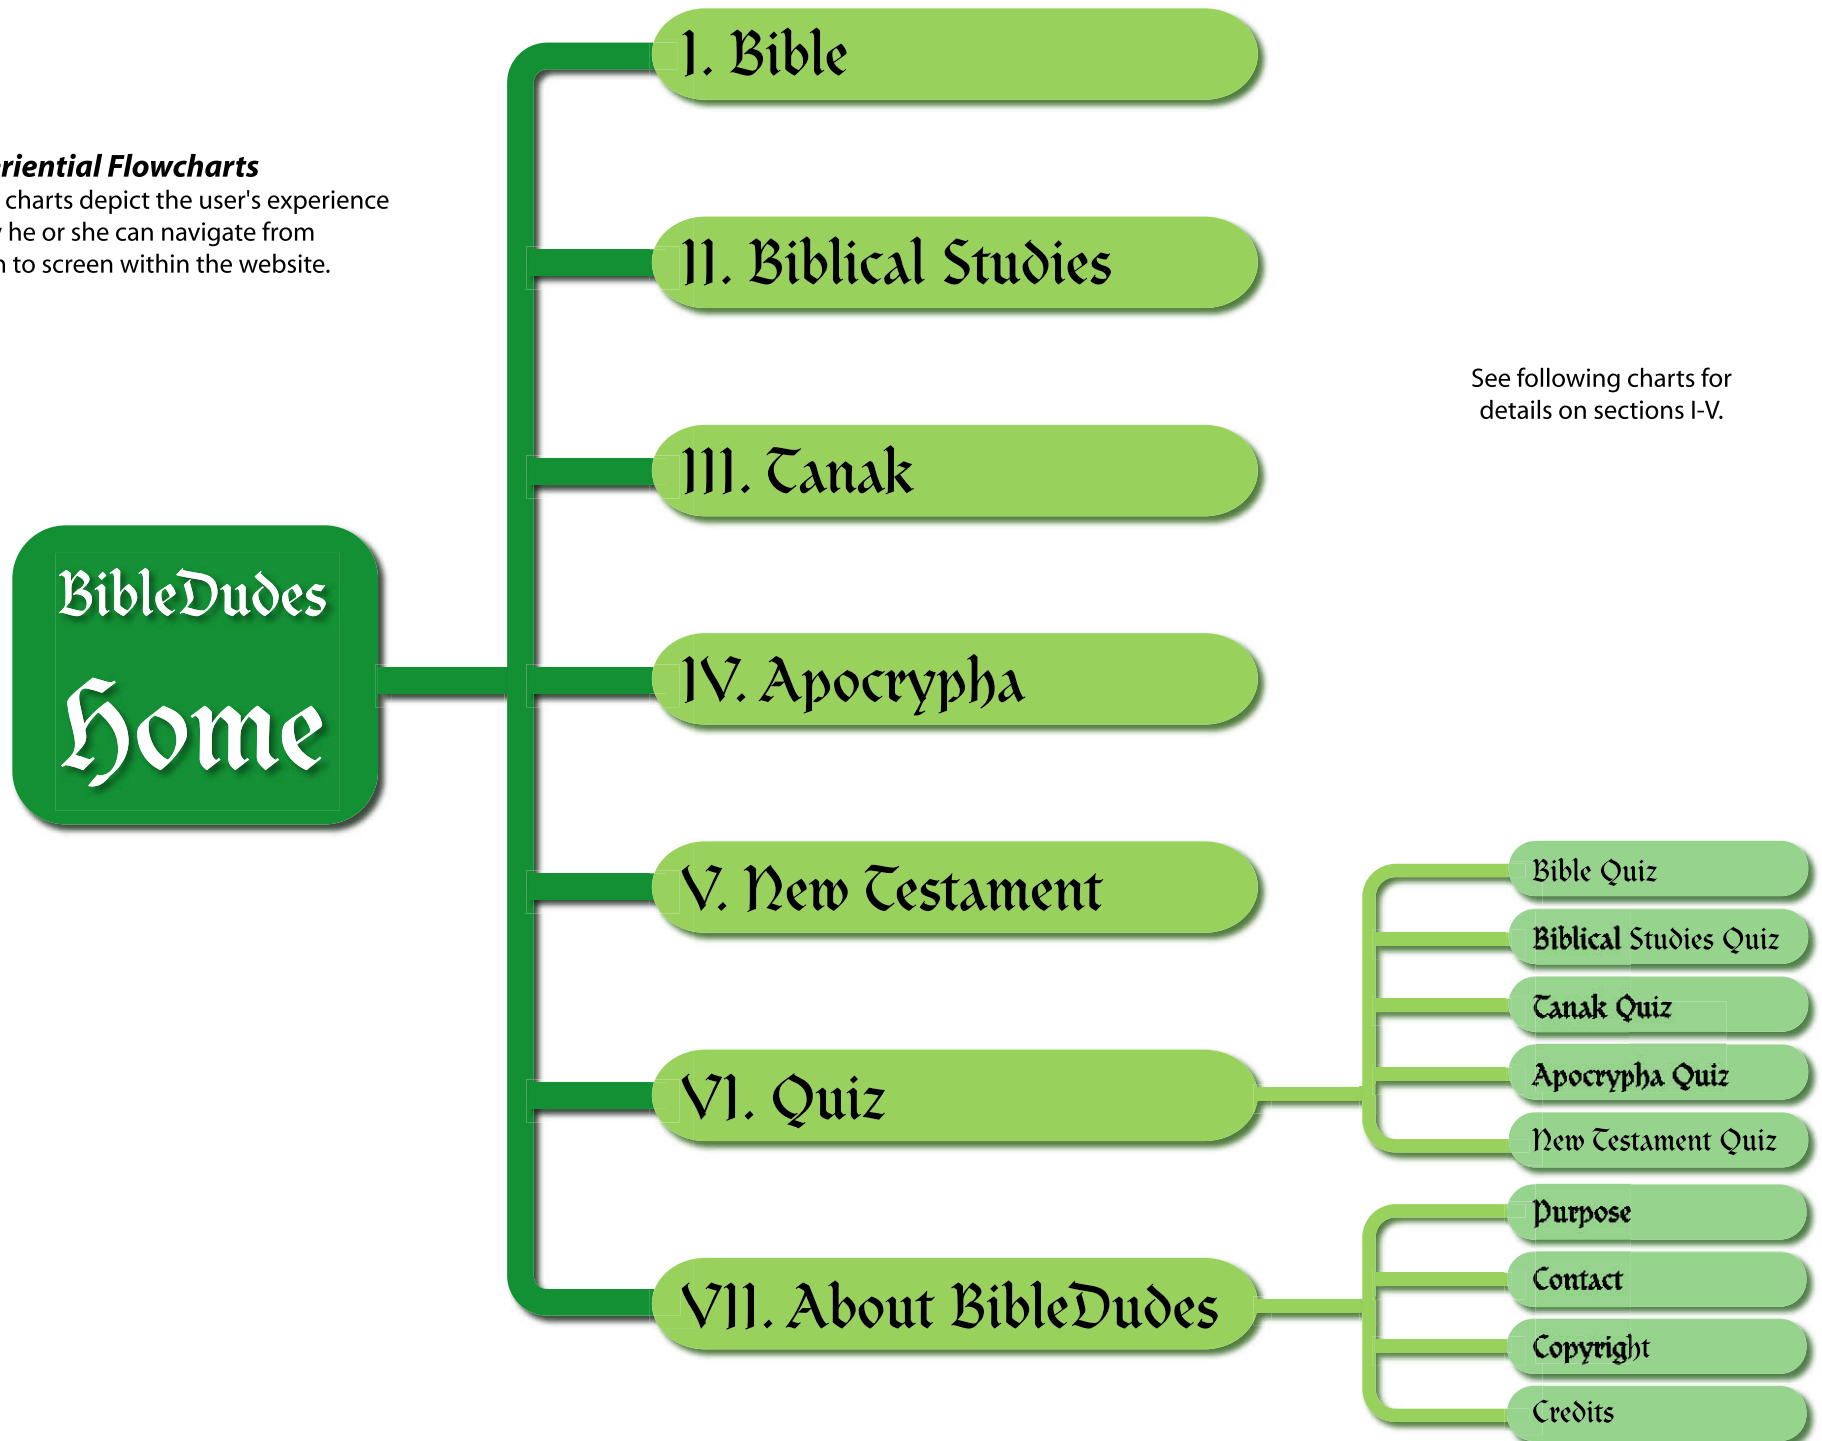 riential Flowcharts
charts depict the user's experience
he or she can navigate from
to screen within the website.
BibleDudes
Home
I. Bible
II. Biblical Studies
III. Tanak
IV. Apocrypha
V. New Testament
VI. Quiz
VII. About BibleDudes
See following charts for
details on sections I-V.
Bible Quiz
Biblical Studies Quiz
Tanak Quiz
Apocrypha Quiz
New Testament Quiz
Purpose
Contact
Copyright
Credits